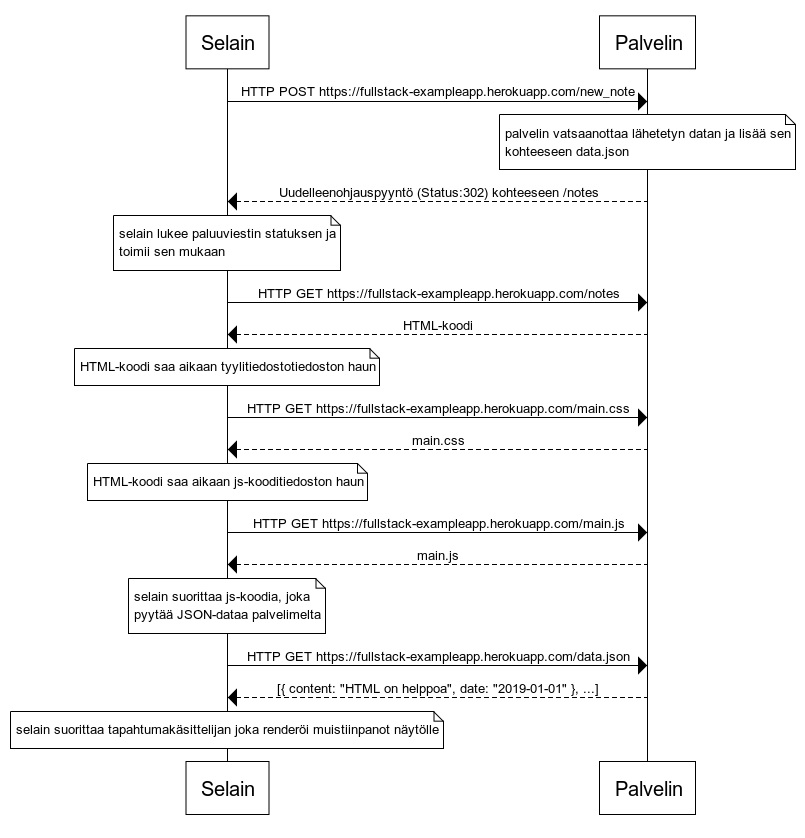 Selain
Palvelin
HTTP POST https://fullstack-exampleapp.herokuapp.com/new_note
palvelin vatsaanottaa lähetetyn datan ja lisää sen
kohteeseen data.json
Uudelleenohjauspyyntö (Status:302) kohteeseen /notes
selain lukee paluuviestin statuksen ja
toimii sen mukaan
HTTP GET https://fullstack-exampleapp.herokuapp.com/notes
HTML-koodi
HTML-koodi saa aikaan tyylitiedostotiedoston haun
HTTP GET https://fullstack-exampleapp.herokuapp.com/main.css
main.css
HTML-koodi saa aikaan js-kooditiedoston haun
HTTP GET https://fullstack-exampleapp.herokuapp.com/main.js
main.js
selain suorittaa js-koodia, joka
pyytää JSON-dataa palvelimelta
HTTP GET https://fullstack-exampleapp.herokuapp.com/data.json
[{ content: "HTML on helppoa", date: "2019-01-01" }, ...]
selain suorittaa tapahtumakäsittelijan joka renderöi muistiinpanot näytölle
Selain
Palvelin